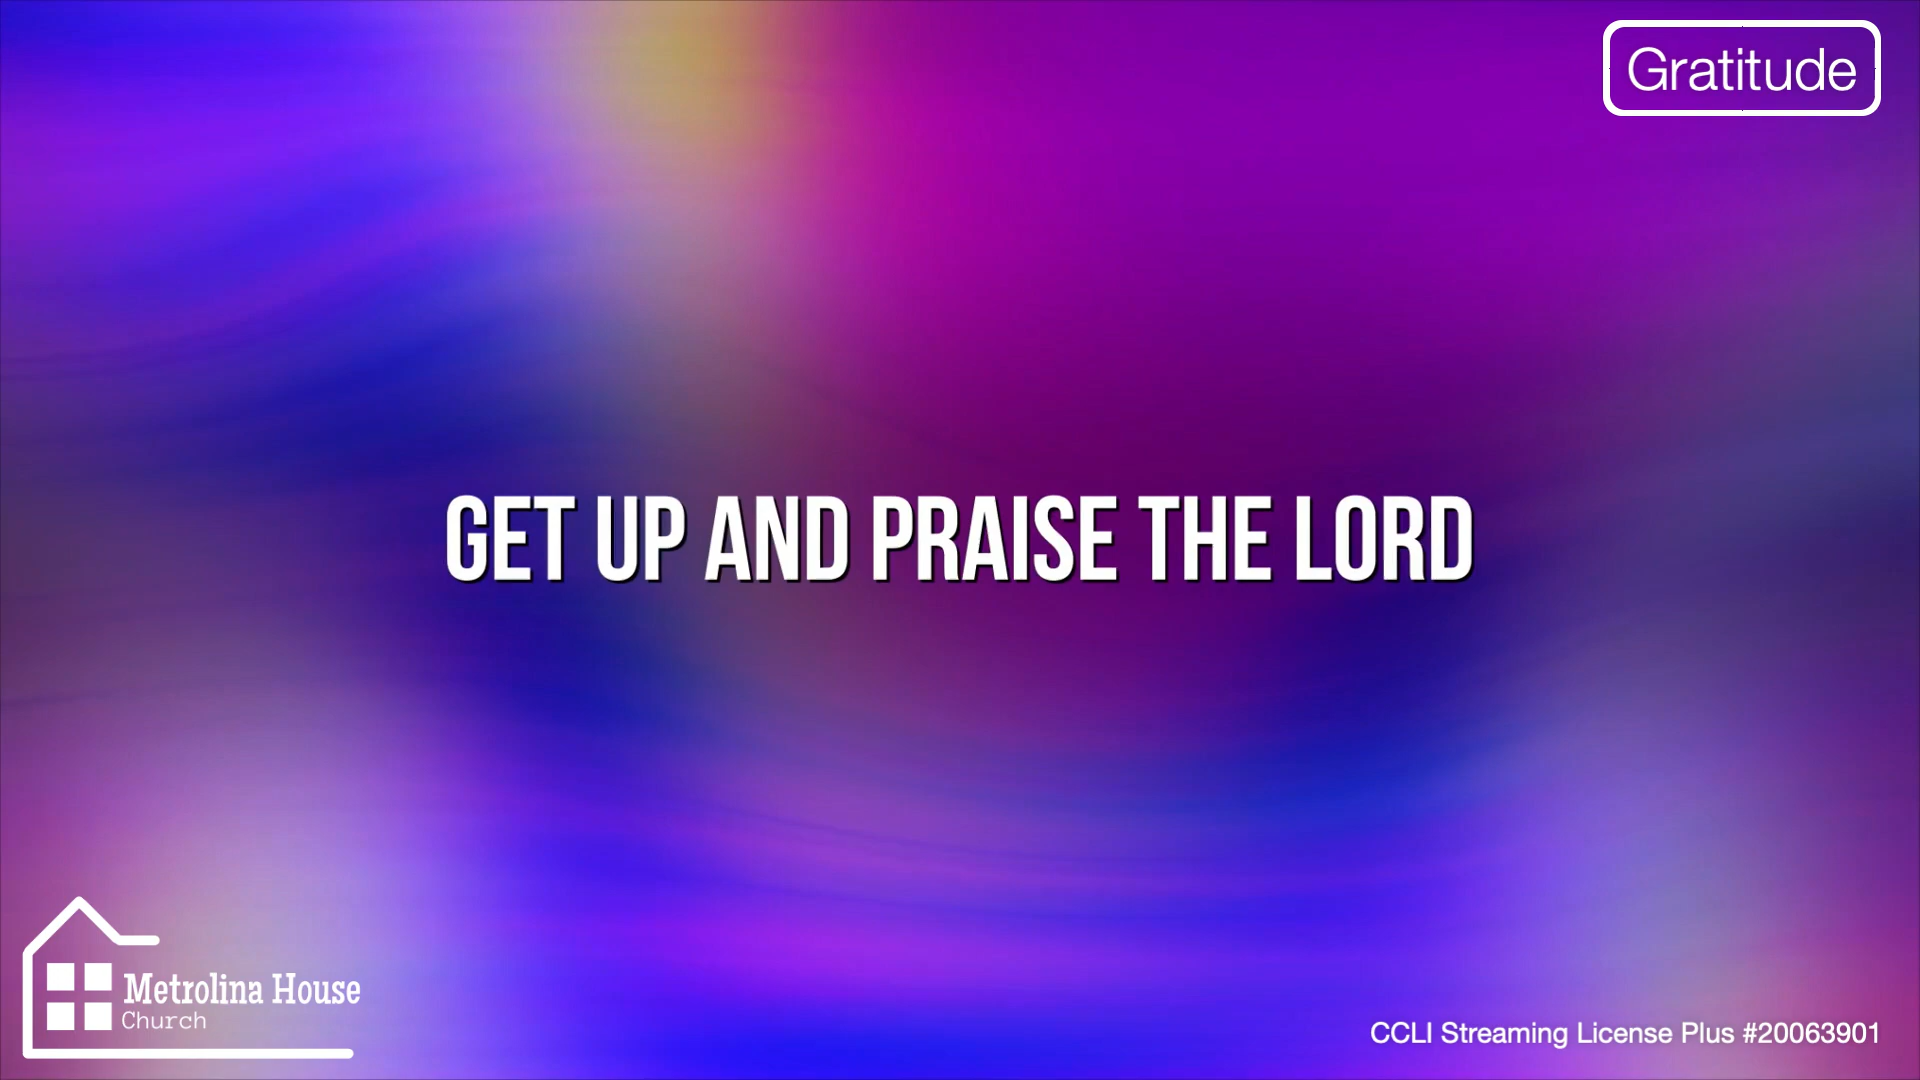 Gratitude
GET UP AND PRAISE THE LORD
Metrolina House
Church
CCLI Streaming License Plus #20063901